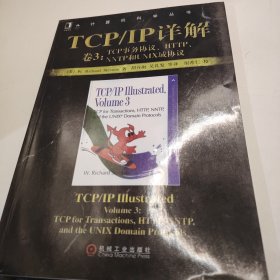 计算机科学丛书
TCP/IP详解
卷3：TCP事务协议、HTTP、
NNTP和UNIX域协议
(美) W. Richard Stevens 著
TCP/IP Illustrated,
Volume 3
TCP for Transactions, HTTP, NNTP,
and the UNIX® Domain Protocols
W. Richard
TCP/IP Illustrated
Volume 3:
TCP for Transactions, HTTP, NNTP,
and the UNIX Domain Protocols
机械工业出版社
China Machine Press